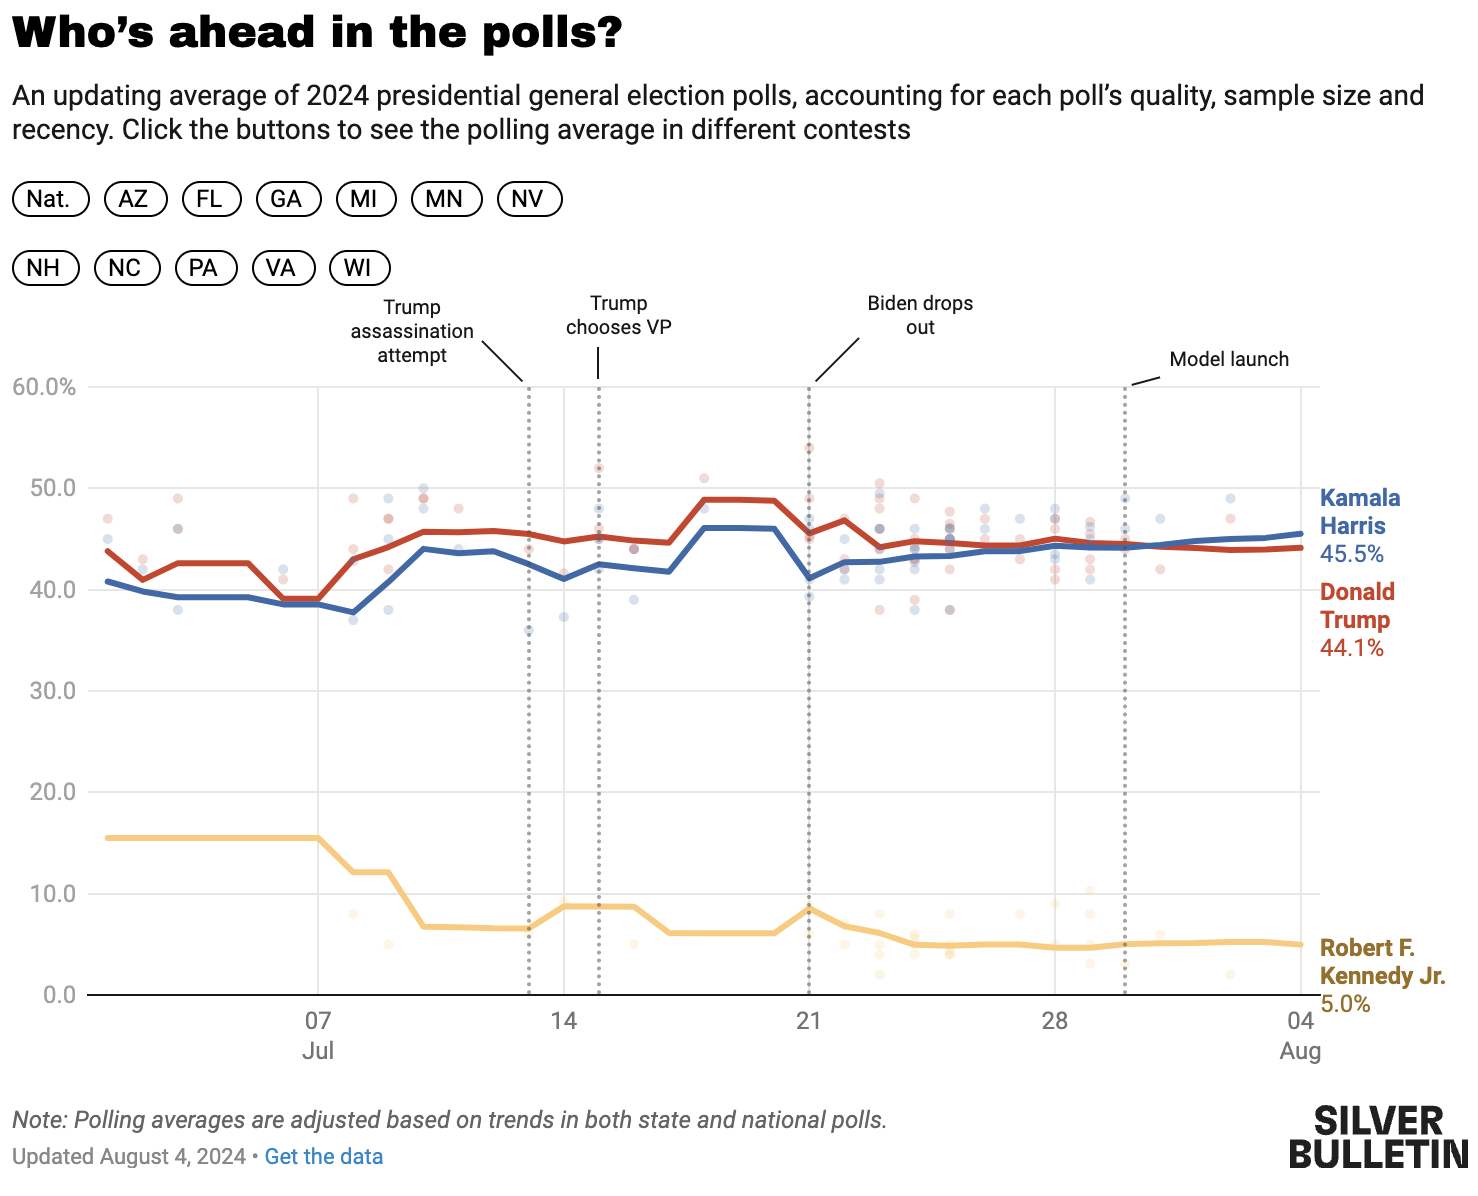 Who's ahead in the polls?
An updating average of 2024 presidential general election polls, accounting for each poll's quality, sample size and
recency. Click the buttons to see the polling average in different contests
Nat. AZ FL GA MI MN NV
NH NC PA VA WI
Trump
assassination
attempt
Trump
chooses VP
Biden drops
out
Model launch
60.0%
50.0
40.0
30.0
20.0
10.0
0.0
Kamala
Harris
45.5%
Donald
Trump
44.1%
Robert F.
Kennedy Jr.
5.0%
07 14 21 28 04
Jul Aug
Note: Polling averages are adjusted based on trends in both state and national polls.
Updated August 4, 2024 • Get the data
SILVER
BULLETIN